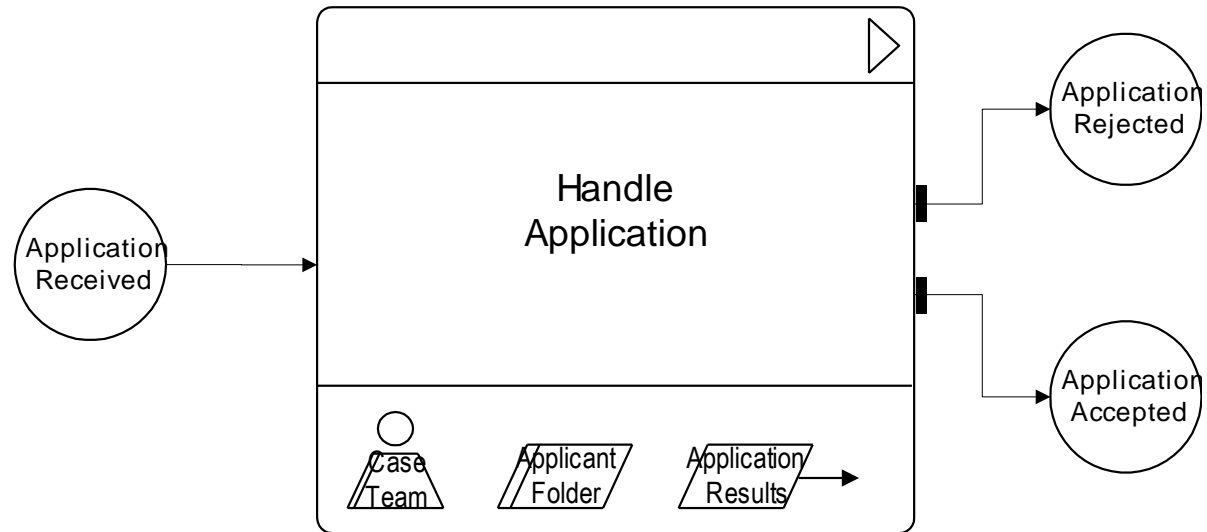 Application
Received
Handle
Application
Case
Team
Applicant
Folder
Application
Results
Application
Rejected
Application
Accepted